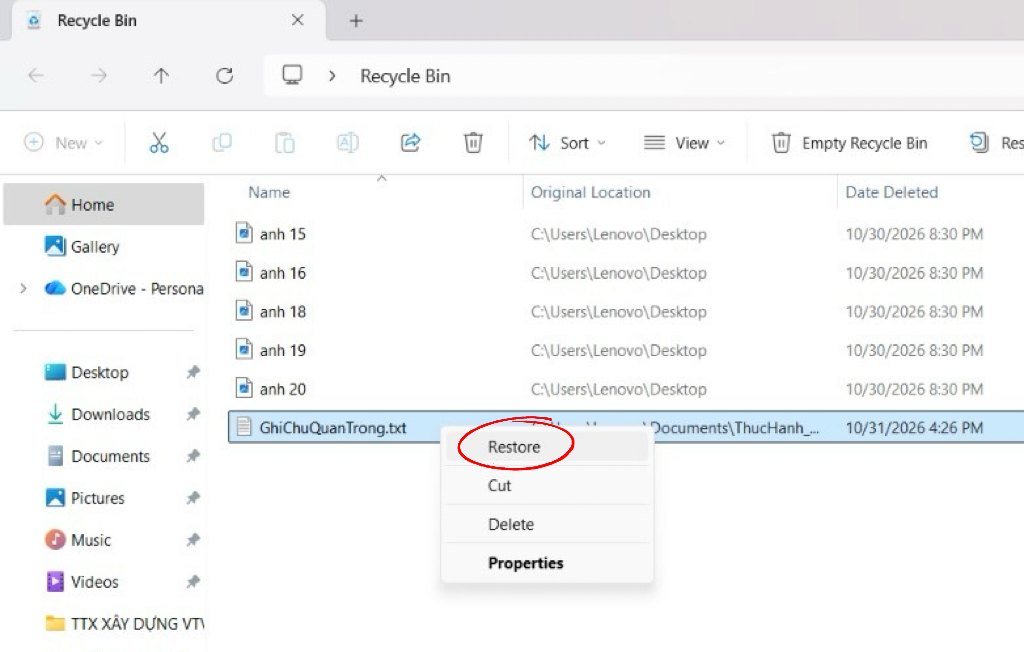 Recycle Bin
Recycle Bin
New
Sort
View
Empty Recycle Bin
Name
Original Location
Date Deleted
Home
Gallery
OneDrive - Persona
Desktop
Downloads
Documents
Pictures
Music
Videos
TTX XÂY DỰNG
anh 15 C:\Users\Lenovo\Desktop 10/30/2026 8:30 PM
anh 16 C:\Users\Lenovo\Desktop 10/30/2026 8:30 PM
anh 18 C:\Users\Lenovo\Desktop 10/30/2026 8:30 PM
anh 19 C:\Users\Lenovo\Desktop 10/30/2026 8:30 PM
anh 20 C:\Users\Lenovo\Desktop 10/30/2026 8:30 PM
GhiChuQuanTrong.txt \Documents\ThucHanh_... 10/31/2026 4:26 PM
Restore
Cut
Delete
Properties